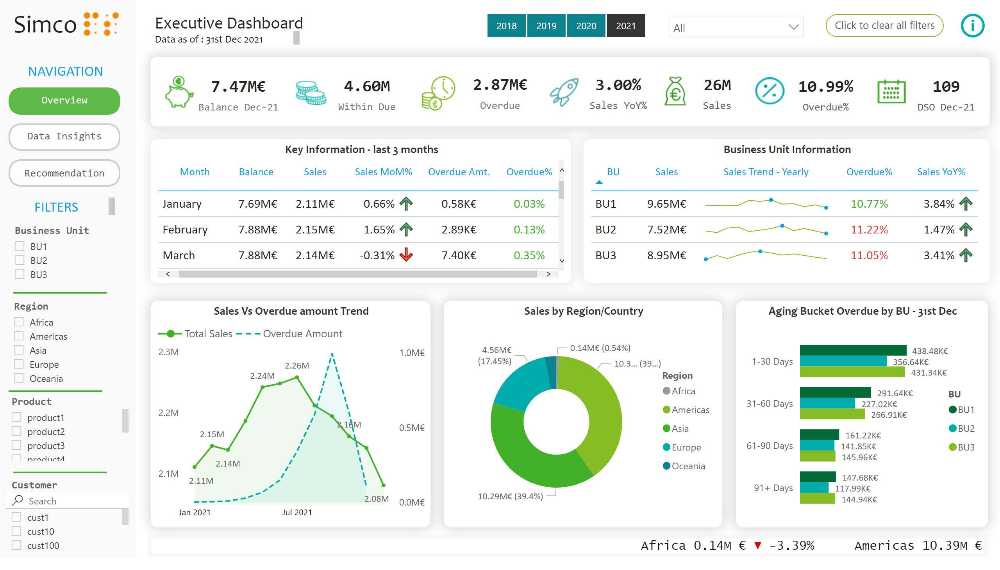 Simco
Executive Dashboard
Data as of : 31st Dec 2021
2018 2019 2020 2021
All
Click to clear all filters
i
NAVIGATION
Overview
Data Insights
Recommendation
FILTERS
Business Unit
BU1
BU2
BU3
Region
Africa
Americas
Asia
Europe
Oceania
Product
product1
product2
product3
product4
Customer
Search
cust1
cust10
cust100
7.47M€
Balance Dec-21
4.60M
Within Due
2.87M€
Overdue
3.00%
Sales YoY%
26M
Sales
10.99%
Overdue%
109
DSO Dec-21
Key Information - last 3 months
Month Balance Sales Sales MoM% Overdue Amt. Overdue%
January 7.69M€ 2.11M€ 0.66% 0.58K€ 0.03%
February 7.88M€ 2.15M€ 1.65% 2.89K€ 0.13%
March 7.88M€ 2.14M€ -0.31% 7.40K€ 0.35%
Business Unit Information
BU Sales Sales Trend - Yearly Overdue% Sales YoY%
BU1 9.65M€ 10.77% 3.84%
BU2 7.52M€ 11.22% 1.47%
BU3 8.95M€ 11.05% 3.41%
Sales Vs Overdue amount Trend
Total Sales Overdue Amount
2.3M
2.2M
2.1M
1.0M€
0.5M€
0.0M€
2.11M
2.15M
2.14M
2.24M
2.26M
2.16M
2.08M
Jan 2021 Jul 2021
Sales by Region/Country
0.14M€ (0.54%)
10.3... (39...)
10.29M€ (39.4%)
4.56M€
(17.45%)
Region
Africa
Americas
Asia
Europe
Oceania
Aging Bucket Overdue by BU - 31st Dec
1-30 Days
438.48K€
356.64K€
431.34K€
31-60 Days
291.64K€
227.02K€
266.91K€
61-90 Days
161.22K€
141.85K€
145.96K€
91+ Days
147.68K€
117.99K€
144.94K€
BU
BU1
BU2
BU3
Africa 0.14M € ▼ -3.39% Americas 10.39M €